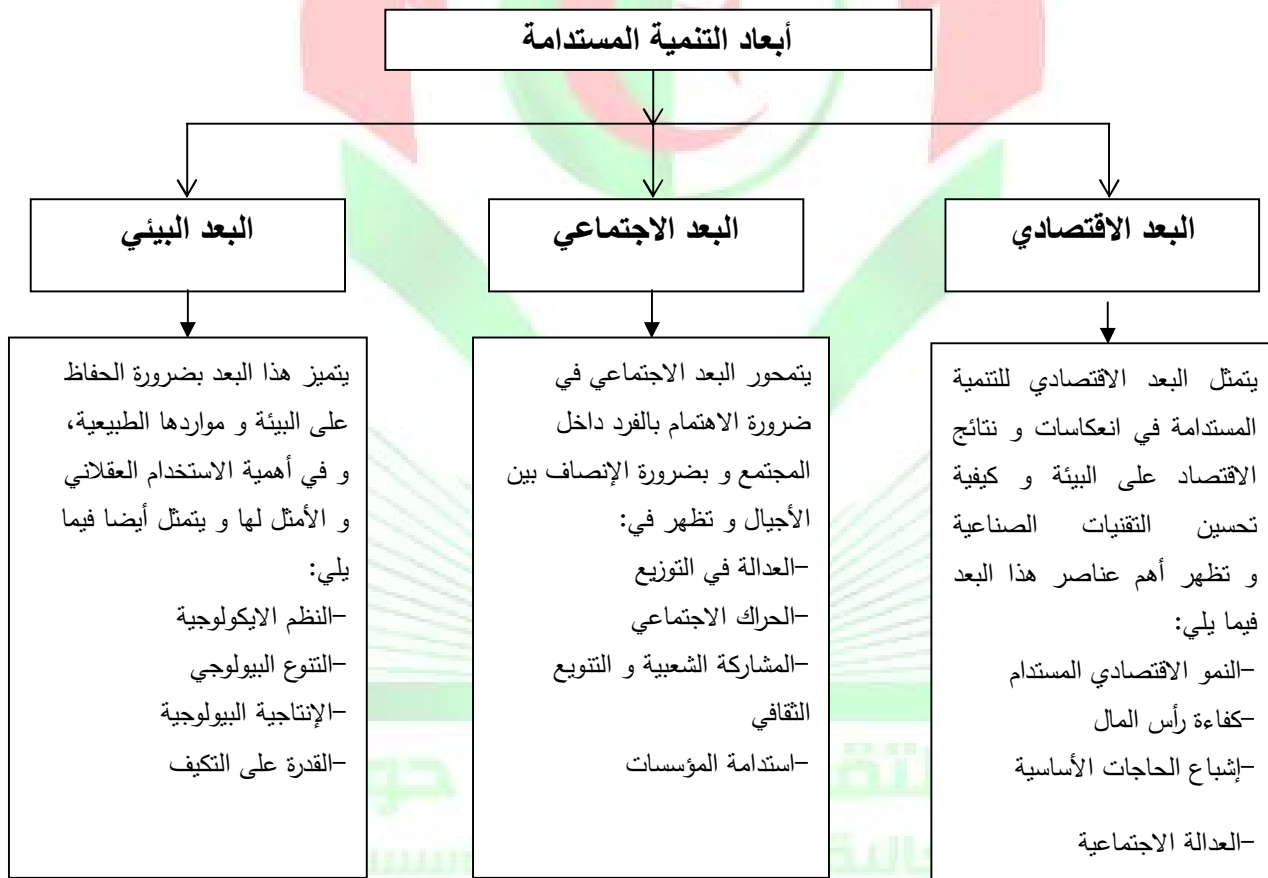 أبعاد التنمية المستدامة
البعد الاقتصادي
البعد الاجتماعي
البعد البيئي
يتمثل البعد الاقتصادي للتنمية
المستدامة في انعكاسات و نتائج
الاقتصاد على البيئة و كيفية
تحسين التقنيات الصناعية
و تظهر أهم عناصر هذا البعد
فيما يلي:
-النمو الاقتصادي المستدام
-كفاءة رأس المال
-إشباع الحاجات الأساسية
-العدالة الاجتماعية
يتمحور البعد الاجتماعي في
ضرورة الاهتمام بالفرد داخل
المجتمع و بضرورة الإنصاف بين
الأجيال و تظهر في:
-العدالة في التوزيع
-الحراك الاجتماعي
-المشاركة الشعبية و التنويع
الثقافي
-استدامة المؤسسات
يتميز هذا البعد بضرورة الحفاظ
على البيئة و مواردها الطبيعية،
و في أهمية الاستخدام العقلاني
و الأمثل لها و يتمثل أيضا فيما
يلي:
-النظم الايكولوجية
-التنوع البيولوجي
-الإنتاجية البيولوجية
-القدرة على التكيف